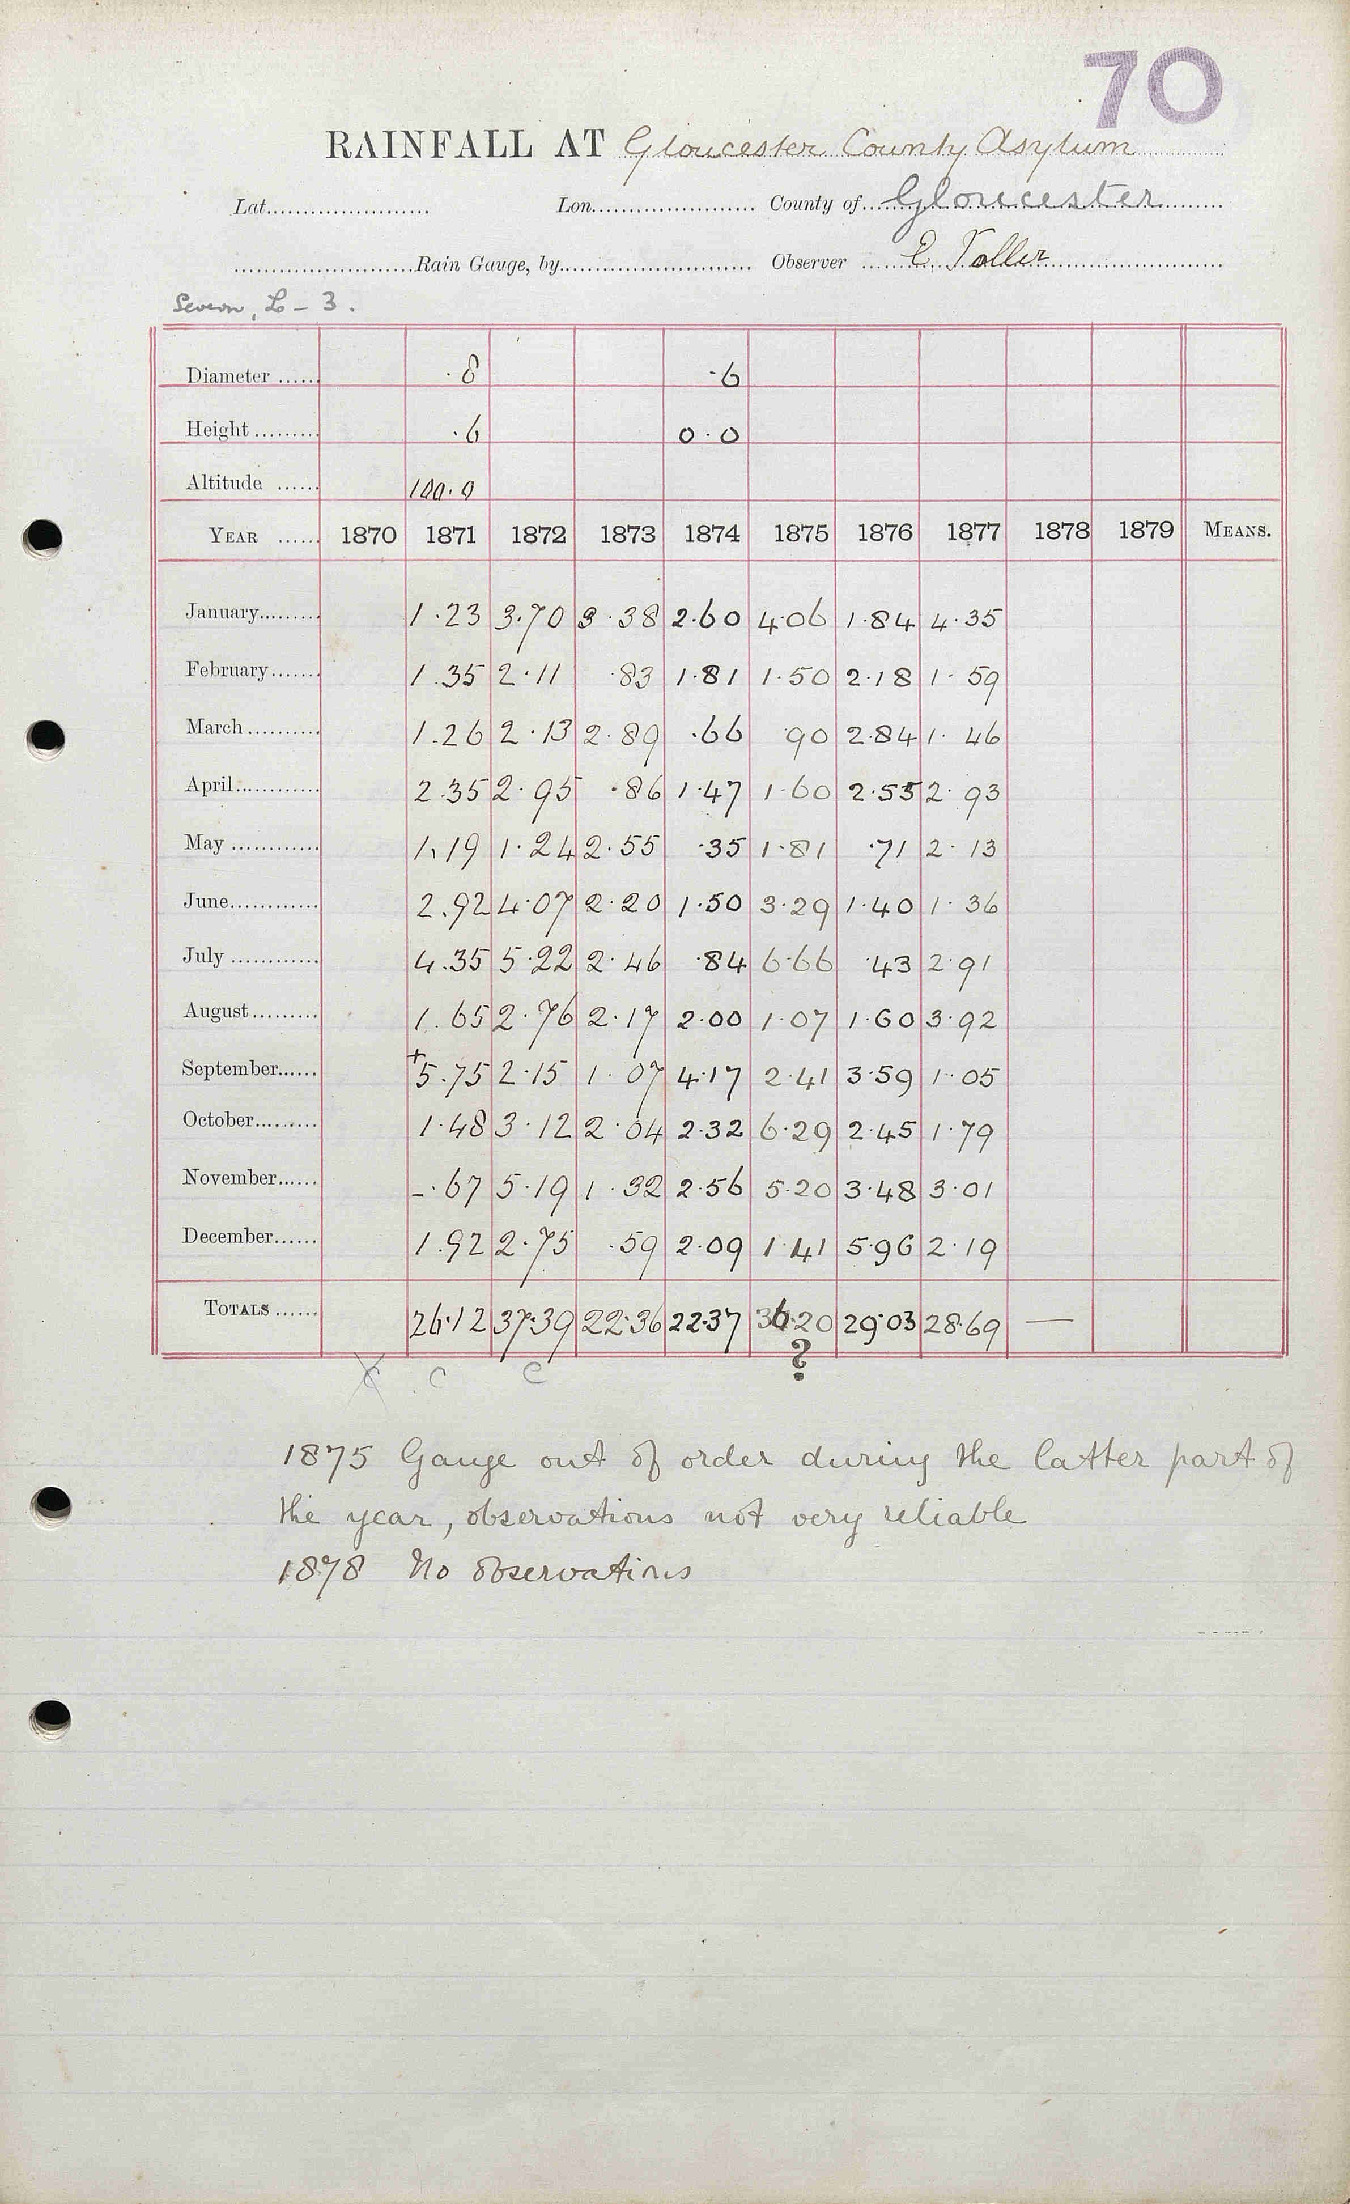 70
RAINFALL AT Gloucester County Asylum
Lat. Lon. County of Gloucester
Rain Gauge, by Observer E Toller
Severn, L - 3.
Diameter ·8 ·6
Height ·6 0·0
Altitude 100·0
YEAR 1870 1871 1872 1873 1874 1875 1876 1877 1878 1879 MEANS.
January 1·23 3·70 3·38 2·60 4·06 1·84 4·35
February 1·35 2·11 ·83 1·81 1·50 2·18 1·59
March 1·26 2·13 2·89 ·66 ·90 2·84 1·46
April 2·35 2·95 ·86 1·47 1·60 2·55 2·93
May 1·19 1·24 2·55 ·35 1·81 ·71 2·13
June 2·92 4·07 2·20 1·50 3·29 1·40 1·36
July 4·35 5·22 2·46 ·84 6·66 ·43 2·91
August 1·65 2·76 2·17 2·00 1·07 1·60 3·92
September +5·75 2·15 1·07 4·17 2·41 3·59 1·05
October 1·48 3·12 2·04 2·32 6·29 2·45 1·79
November -·67 5·19 1·32 2·56 5·20 3·48 3·01
December 1·92 2·75 ·59 2·09 1·41 5·96 2·19
TOTALS 26·12 37·39 22·36 22·37 36·20 29·03 28·69 —
?
C C C
1875 Gauge out of order during the latter part of
the year, observations not very reliable
1878 No observations